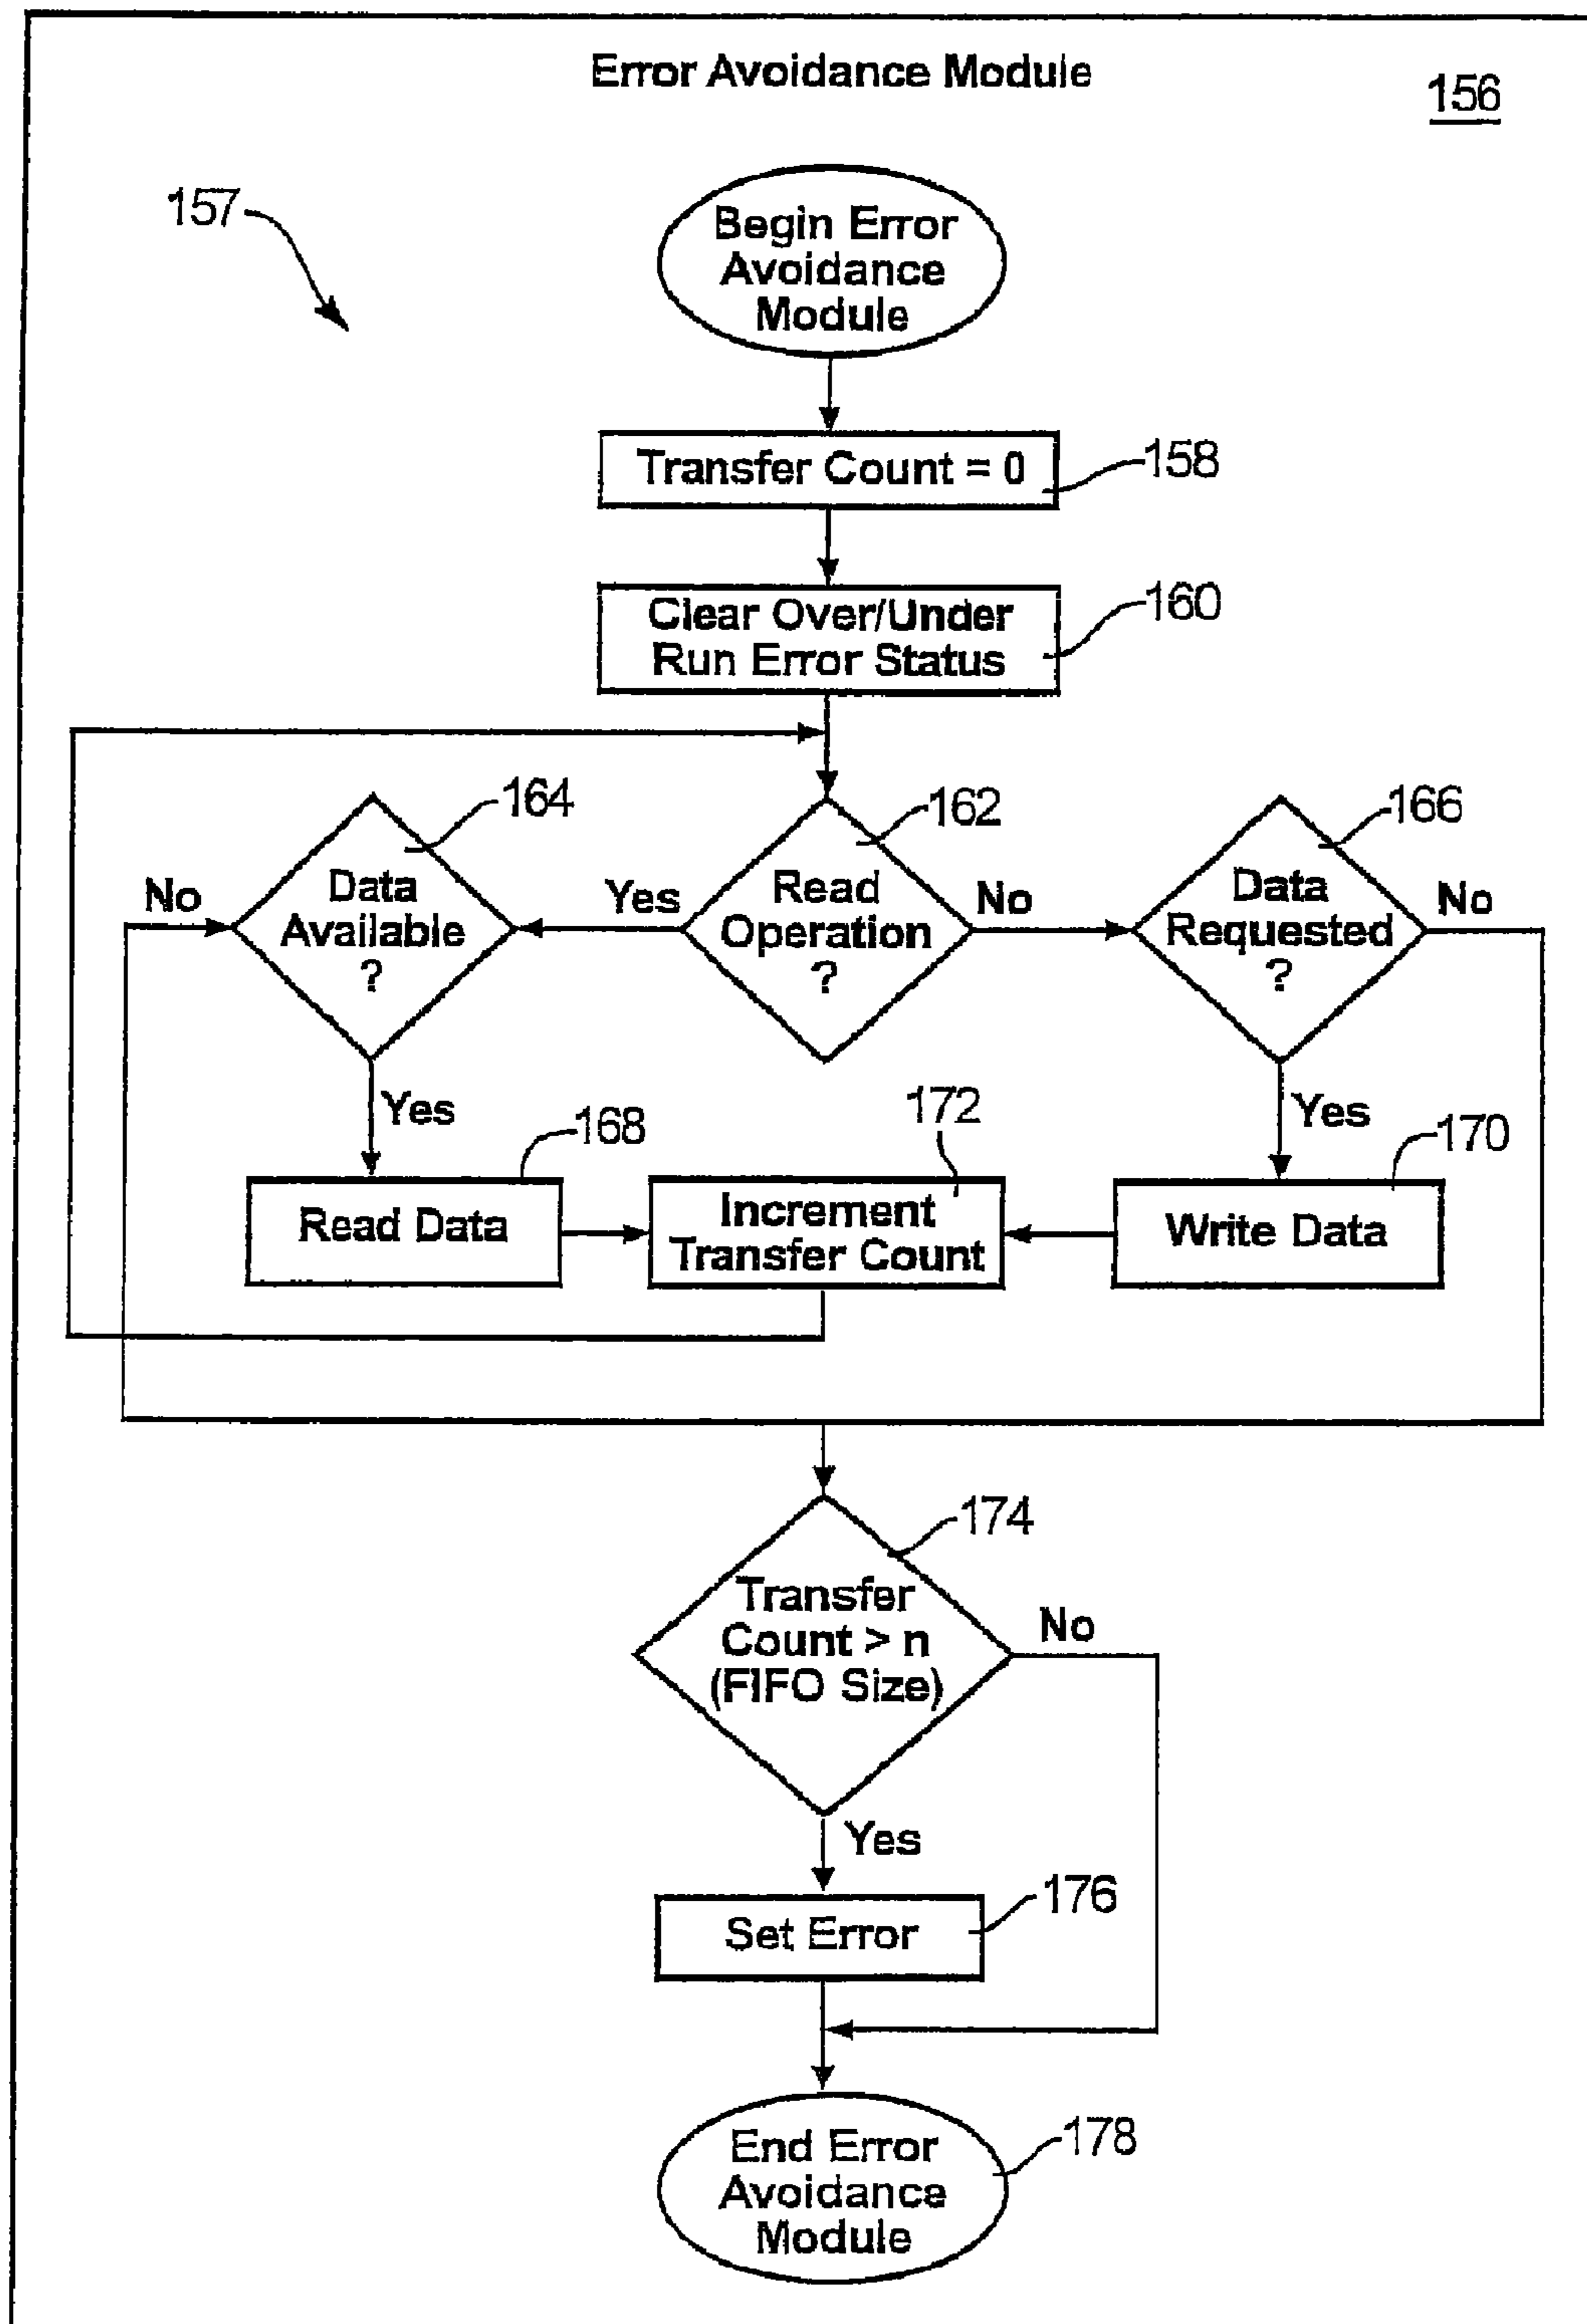 Error Avoidance Module
156
157
Begin Error
Avoidance
Module
Transfer Count = 0
158
Clear Over/Under
Run Error Status
160
164
162
166
No
Data
Available
?
Yes
Read
Operation
?
No
Data
Requested
?
No
Yes
168
172
Yes
170
Read Data
Increment
Transfer Count
Write Data
174
Transfer
Count > n
(FIFO Size)
No
Yes
176
Set Error
End Error
Avoidance
Module
178